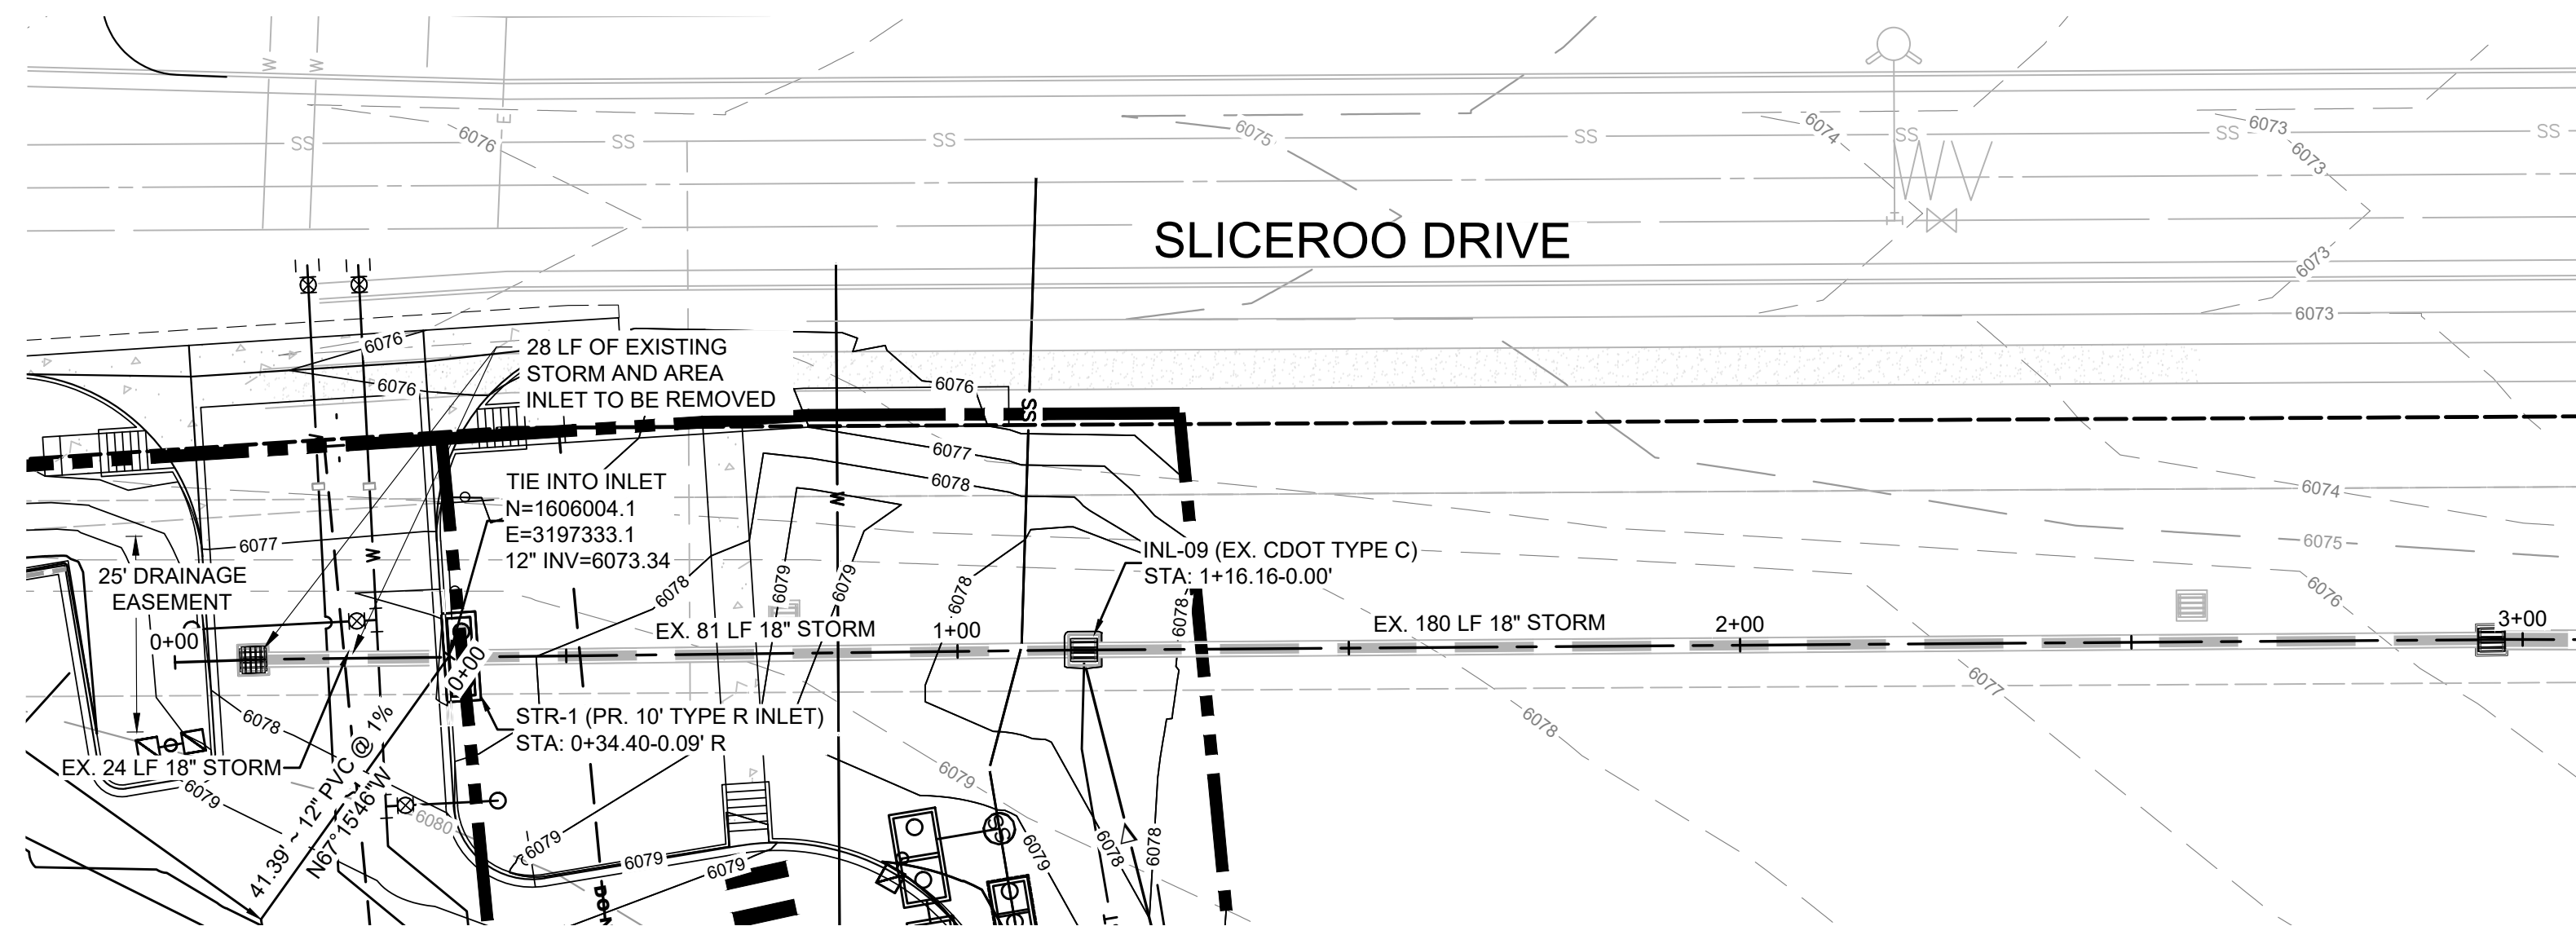 W
W
E
SS
SS
SS
SS
SS
SS
SS
6076
6075
6074
6073
6073
W
SLICEROO DRIVE
6073
6073
6076
6076
28 LF OF EXISTING
STORM AND AREA
INLET TO BE REMOVED
6076
SS
6077
6078
TIE INTO INLET
N=1606004.1
E=3197333.1
12" INV=6073.34
W
W
6077
25' DRAINAGE
EASEMENT
6074
6075
6076
INL-09 (EX. CDOT TYPE C)
STA: 1+16.16-0.00'
6078
6079
6079
6078
6078
0+00
EX. 81 LF 18" STORM
1+00
EX. 180 LF 18" STORM
2+00
3+00
0+00
6077
6078
6078
STR-1 (PR. 10' TYPE R INLET)
STA: 0+34.40-0.09' R
EX. 24 LF 18" STORM
6079
6080
41.39' ~ 12" PVC @ 1%
N67°15'46"W
6079
6079
6079
6079
SS
6079
6078
6078
T